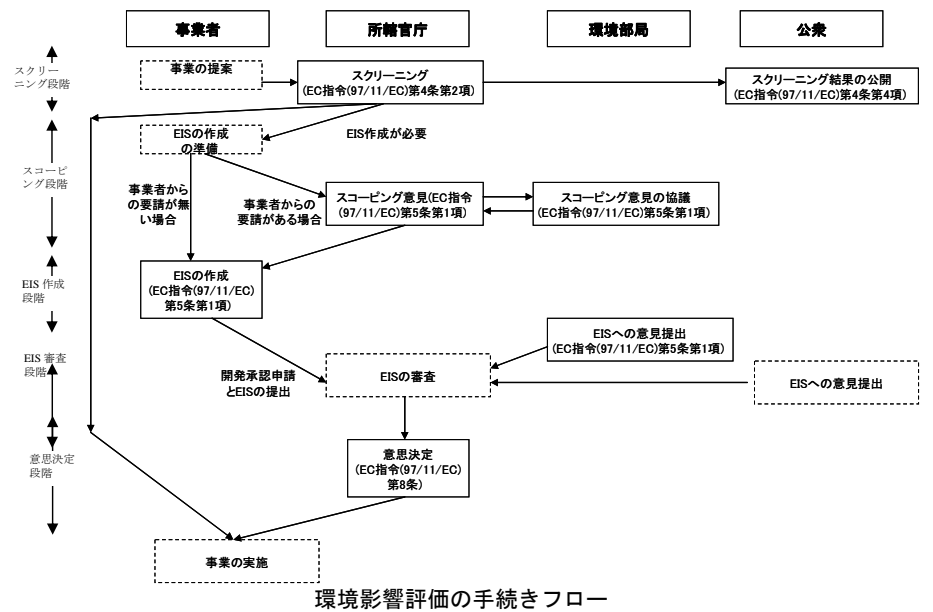 事業者
所轄官庁
環境部局
公衆
スクリー
ニング段階
事業の提案
スクリーニング
(EC指令(97/11/EC)第4条第2項)
スクリーニング結果の公開
(EC指令(97/11/EC)第4条第4項)
EISの作成
の準備
EIS作成が必要
スコーピ
ング段階
事業者から
の要請が無
い場合
事業者からの
要請がある場合
スコーピング意見(EC指令
(97/11/EC)第5条第1項)
スコーピング意見の協議
(EC指令(97/11/EC)第5条第1項)
EIS 作成
段階
EISの作成
(EC指令(97/11/EC)
第5条第1項)
EISへの意見提出
(EC指令(97/11/EC)第5条第1項)
EIS 審査
段階
開発承認申請
とEISの提出
EISの審査
EISへの意見提出
意思決定
段階
意思決定
(EC指令(97/11/EC)
第8条)
事業の実施
環境影響評価の手続きフロー